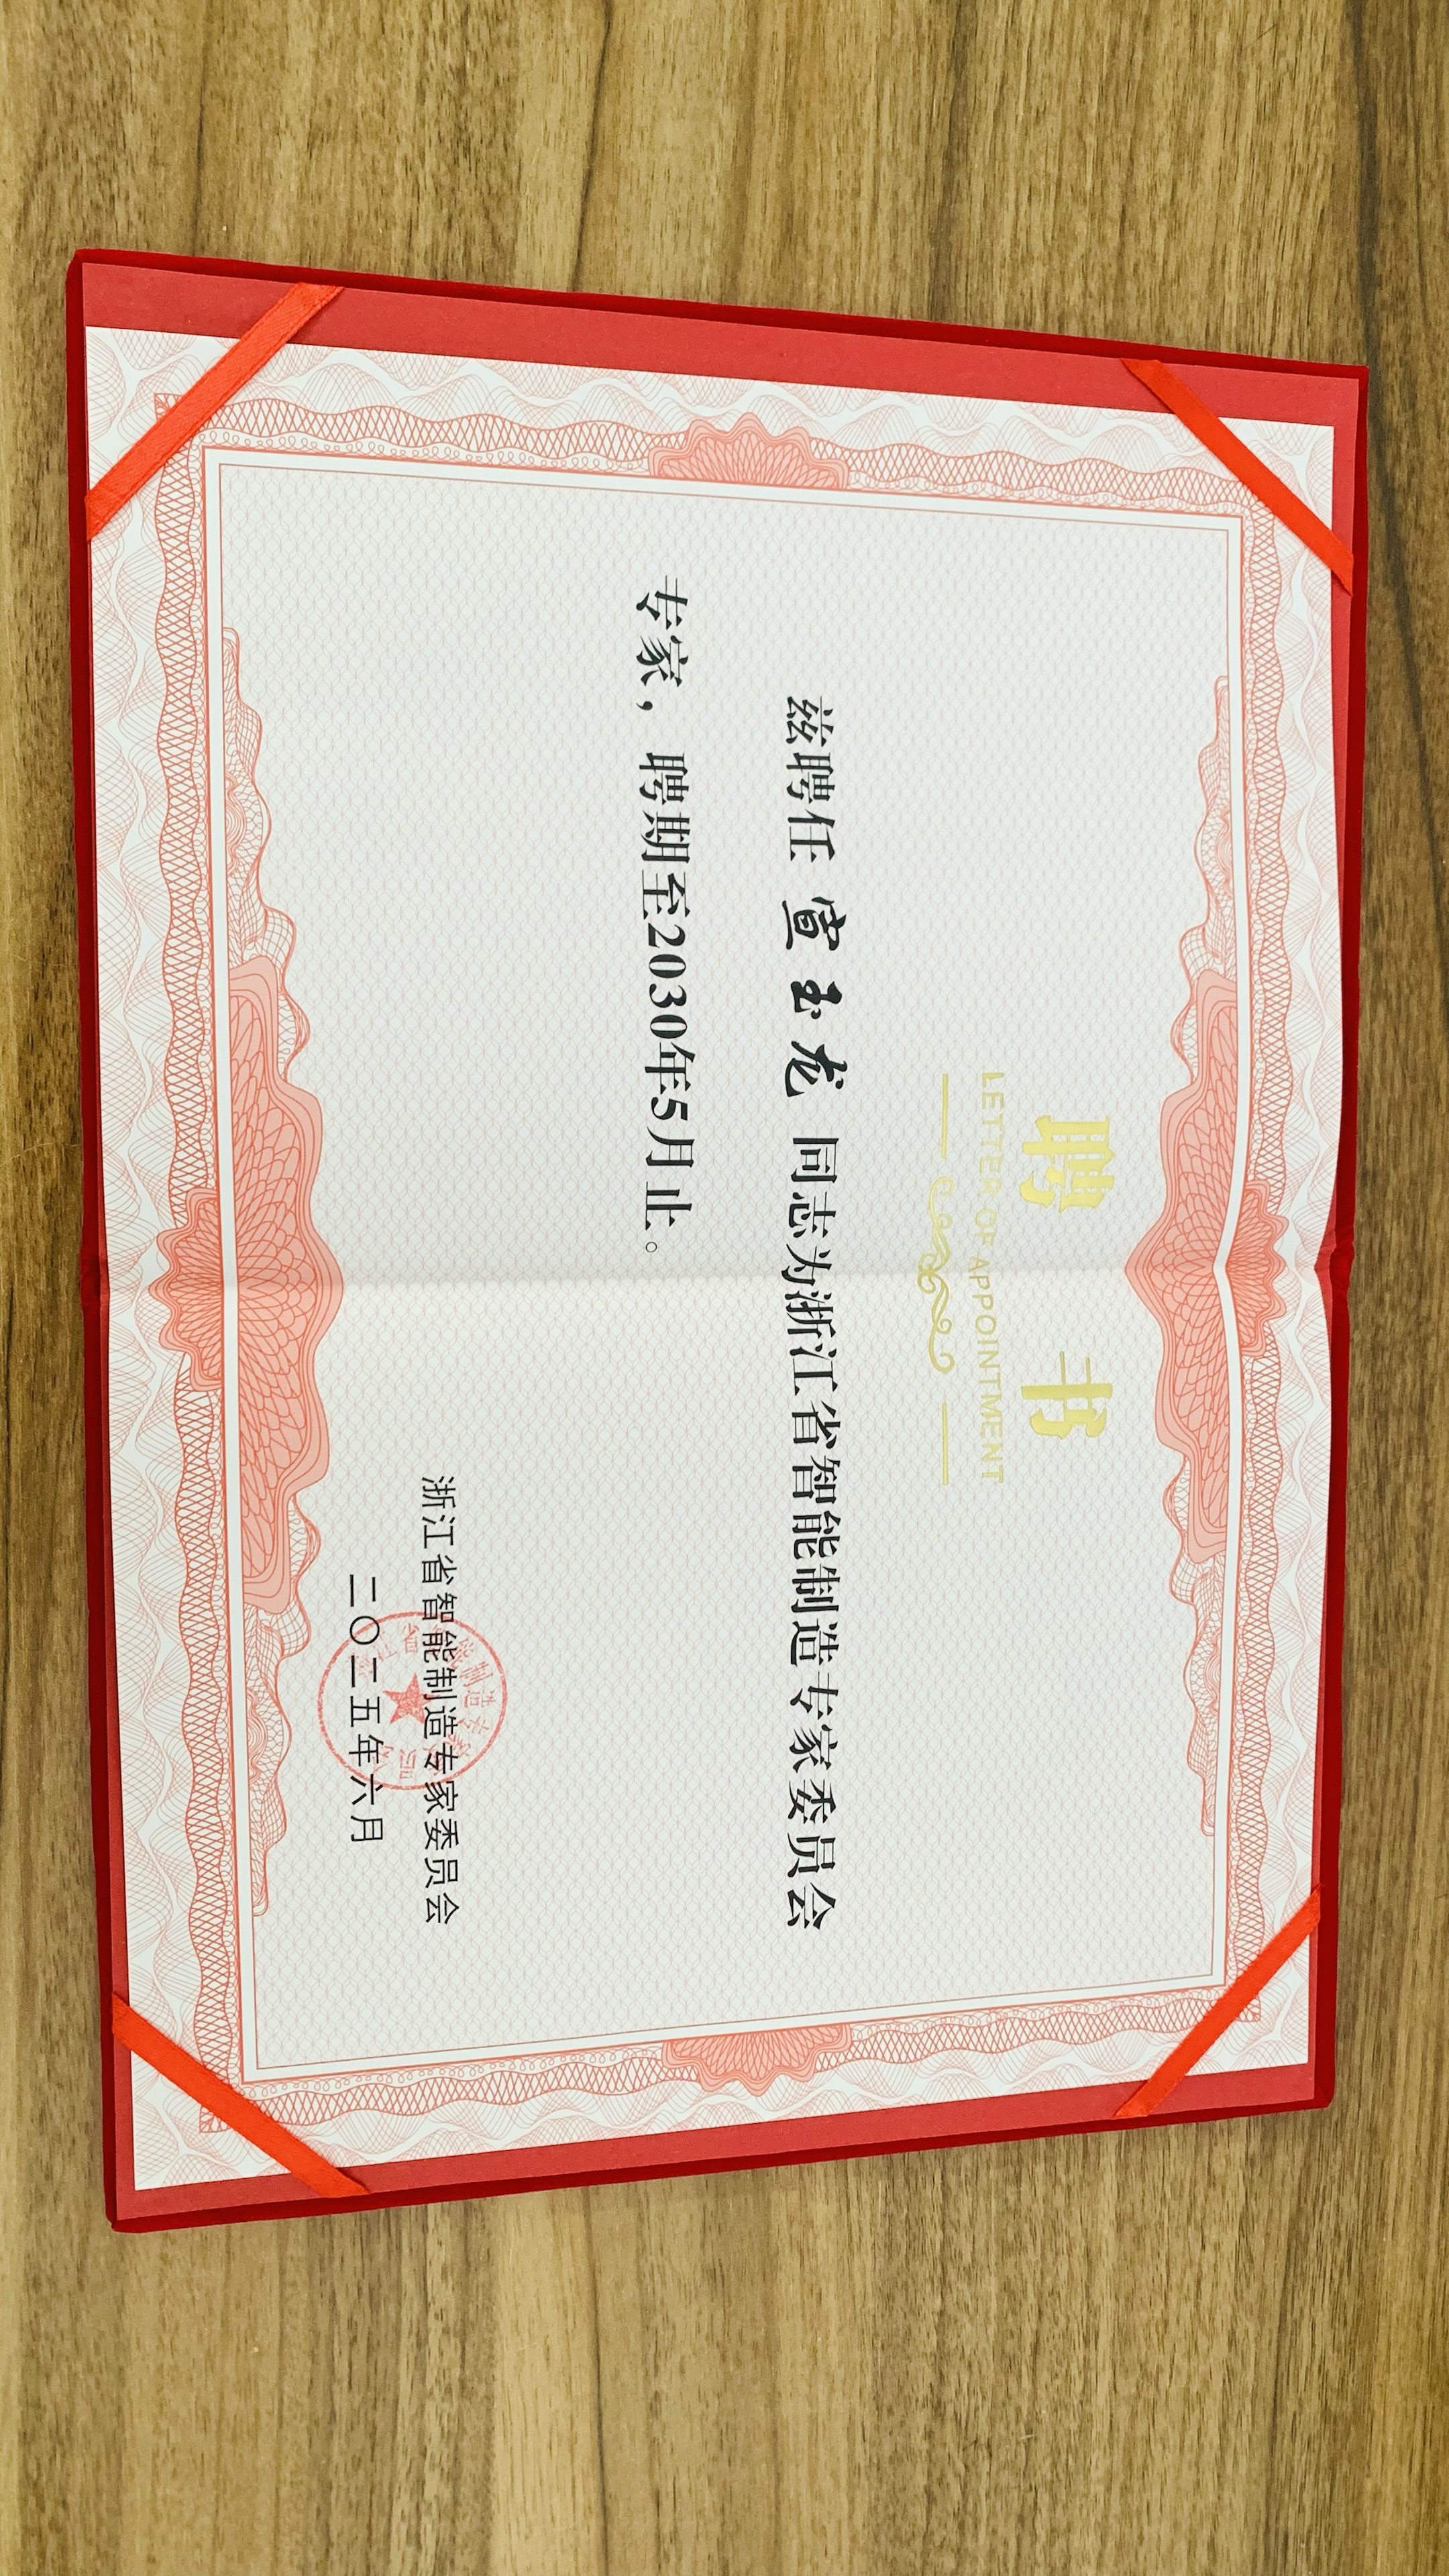 聘 书
LETTER OF APPOINTMENT
兹聘任 宣玉龙 同志为浙江省智能制造专家委员会
专家，聘期至2030年5月止。
浙江省智能制造专家委员会
二〇二五年六月